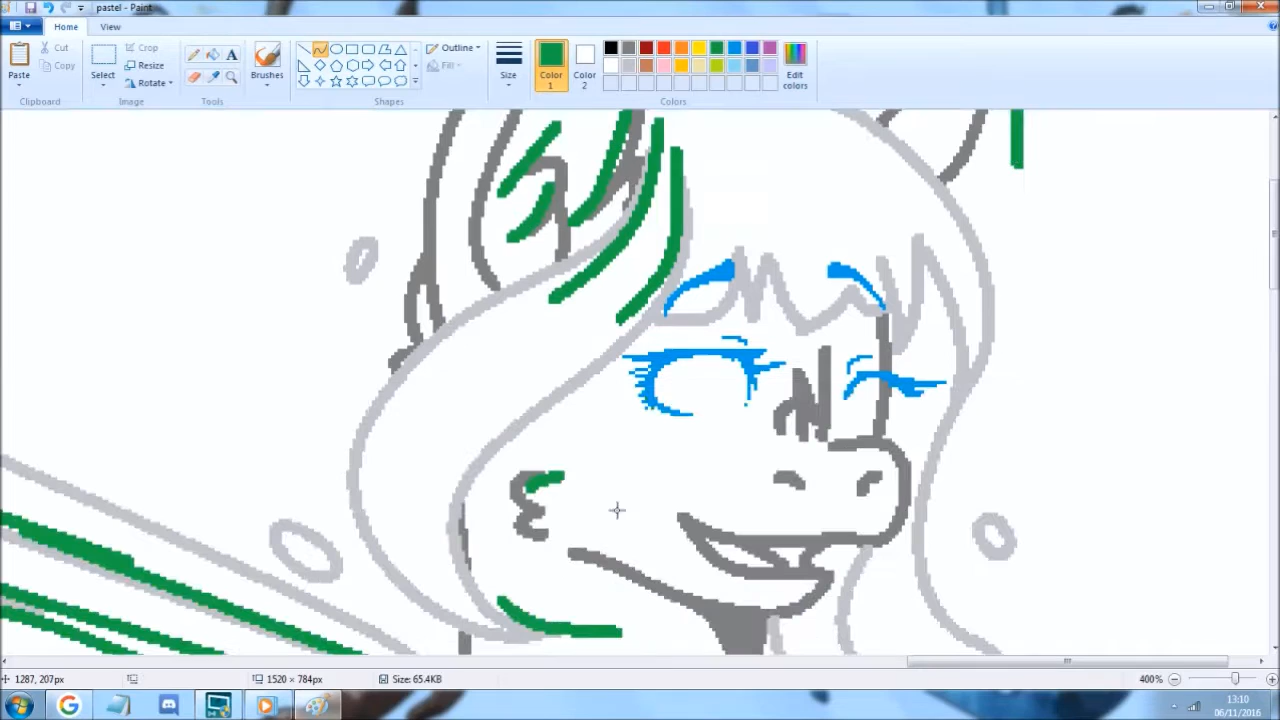 pastel - Paint
Home View
Paste
Cut
Copy
Clipboard
Select
Crop
Resize
Rotate
Image
A
Tools
Brushes
Outline
Fill
Shapes
Size
Color 1
Color 2
Edit colors
Colors
1287, 207px
1520 × 784px
Size: 65.4KB
400%
13:10
06/11/2016